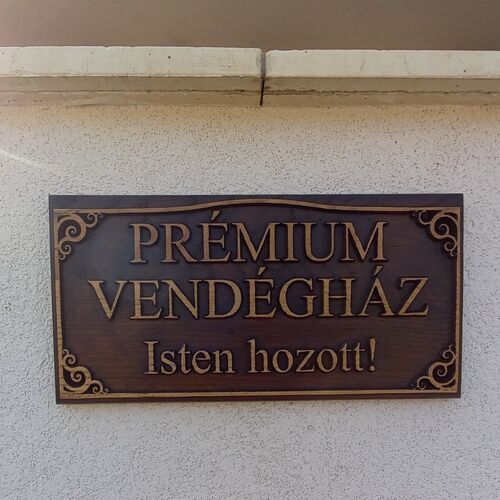 PRÉMIUM
VENDÉGHÁZ
Isten hozott!